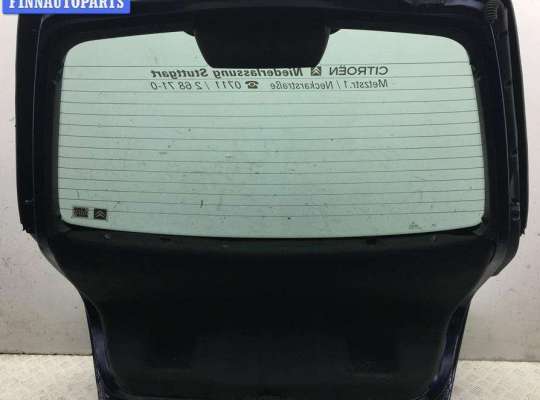 FINNAUTOPARTS
CITROËN Niederlassung Stuttgart
Metzstr.1 / Neckarstraße ☎ 0711 / 2 68 71-0